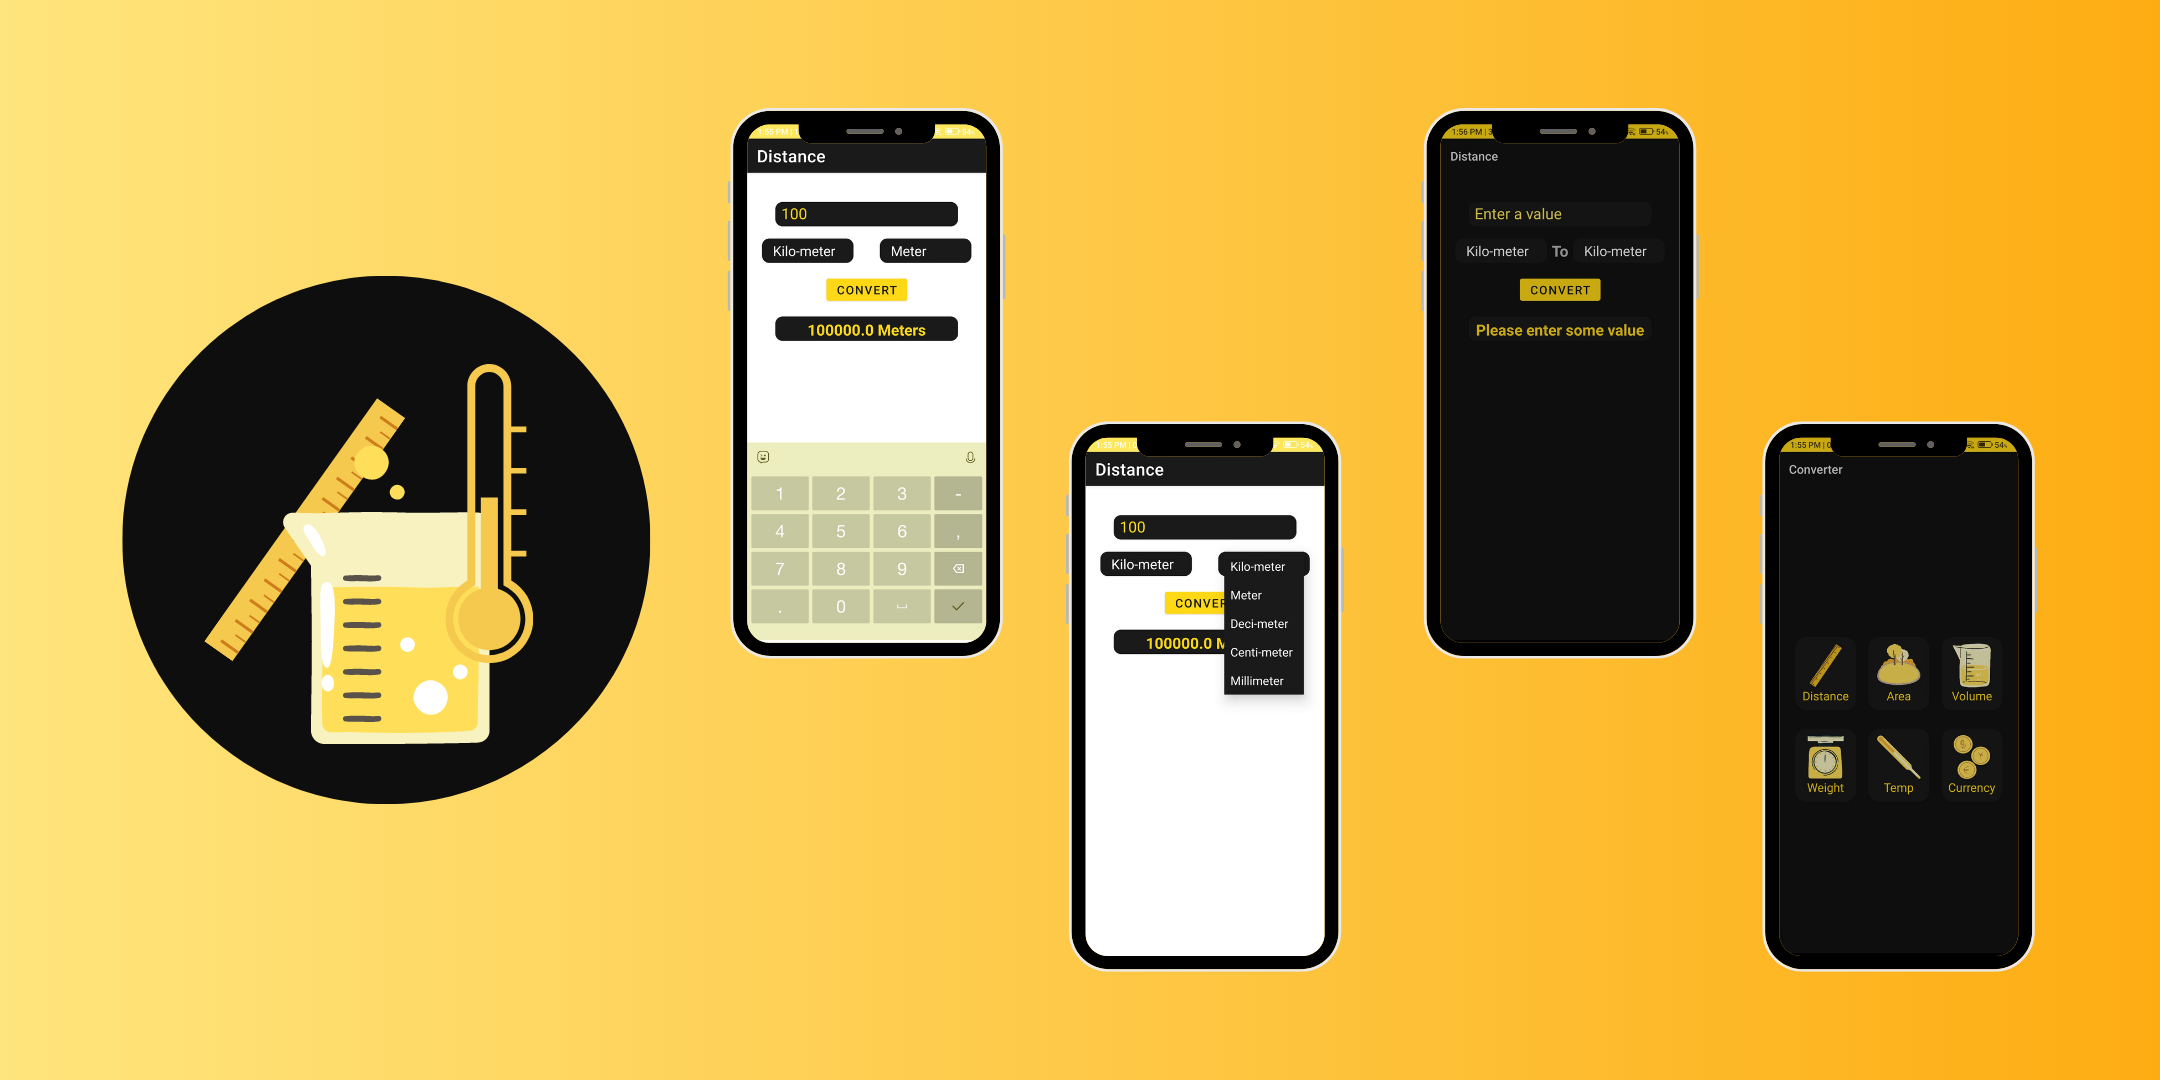 1:55 PM
Distance
100
Kilo-meter Meter
CONVERT
100000.0 Meters
1 2 3 -
4 5 6 ,
7 8 9
. 0
1:55 PM
Distance
100
Kilo-meter Kilo-meter
Meter
CONVER
Deci-meter
100000.0 M
Centi-meter
Millimeter
1:56 PM | 3 54
Distance
Enter a value
Kilo-meter To Kilo-meter
CONVERT
Please enter some value
1:55 PM | 0 54
Converter
Distance Area Volume
Weight Temp Currency